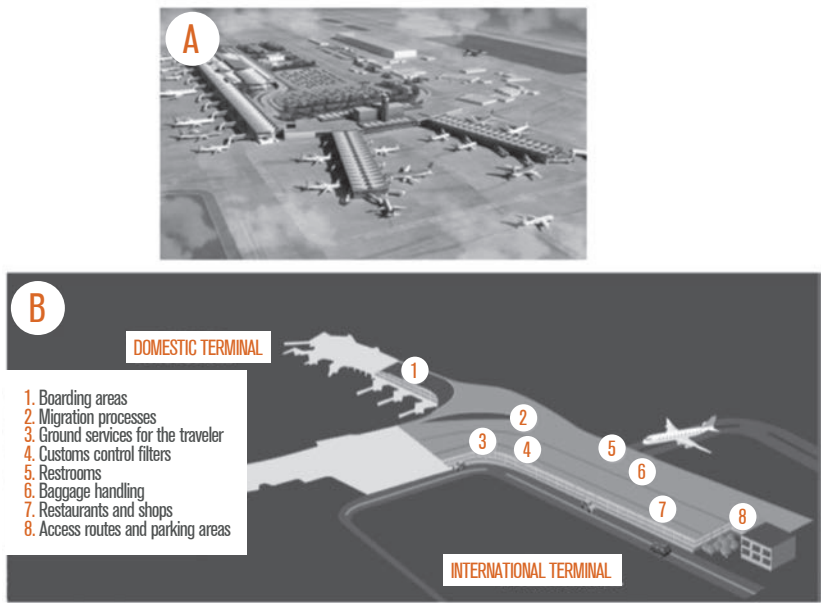 A
B
DOMESTIC TERMINAL
1. Boarding areas
2. Migration processes
3. Ground services for the traveler
4. Customs control filters
5. Restrooms
6. Baggage handling
7. Restaurants and shops
8. Access routes and parking areas
1
2
3
4
5
6
7
8
INTERNATIONAL TERMINAL